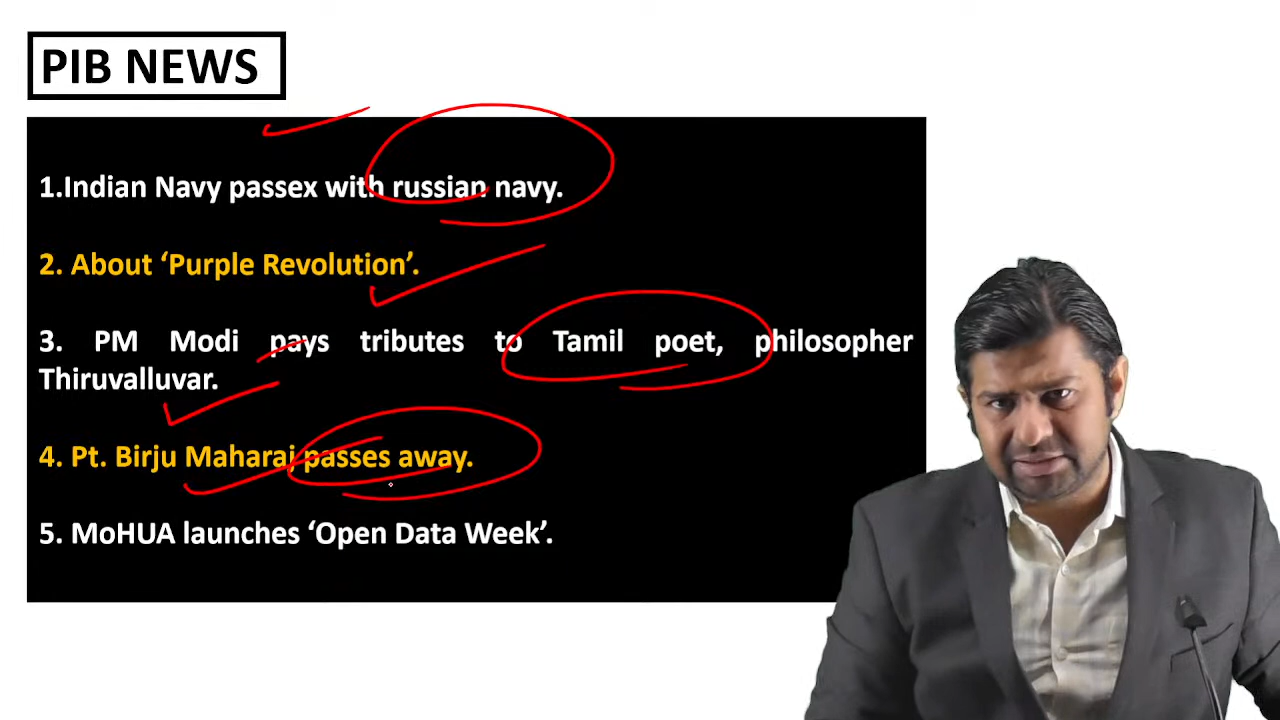 PIB NEWS
1.Indian Navy passex with russian navy.
2. About ‘Purple Revolution’.
3. PM Modi pays tributes to Tamil poet, philosopher
Thiruvalluvar.
4. Pt. Birju Maharaj passes away.
5. MoHUA launches ‘Open Data Week’.